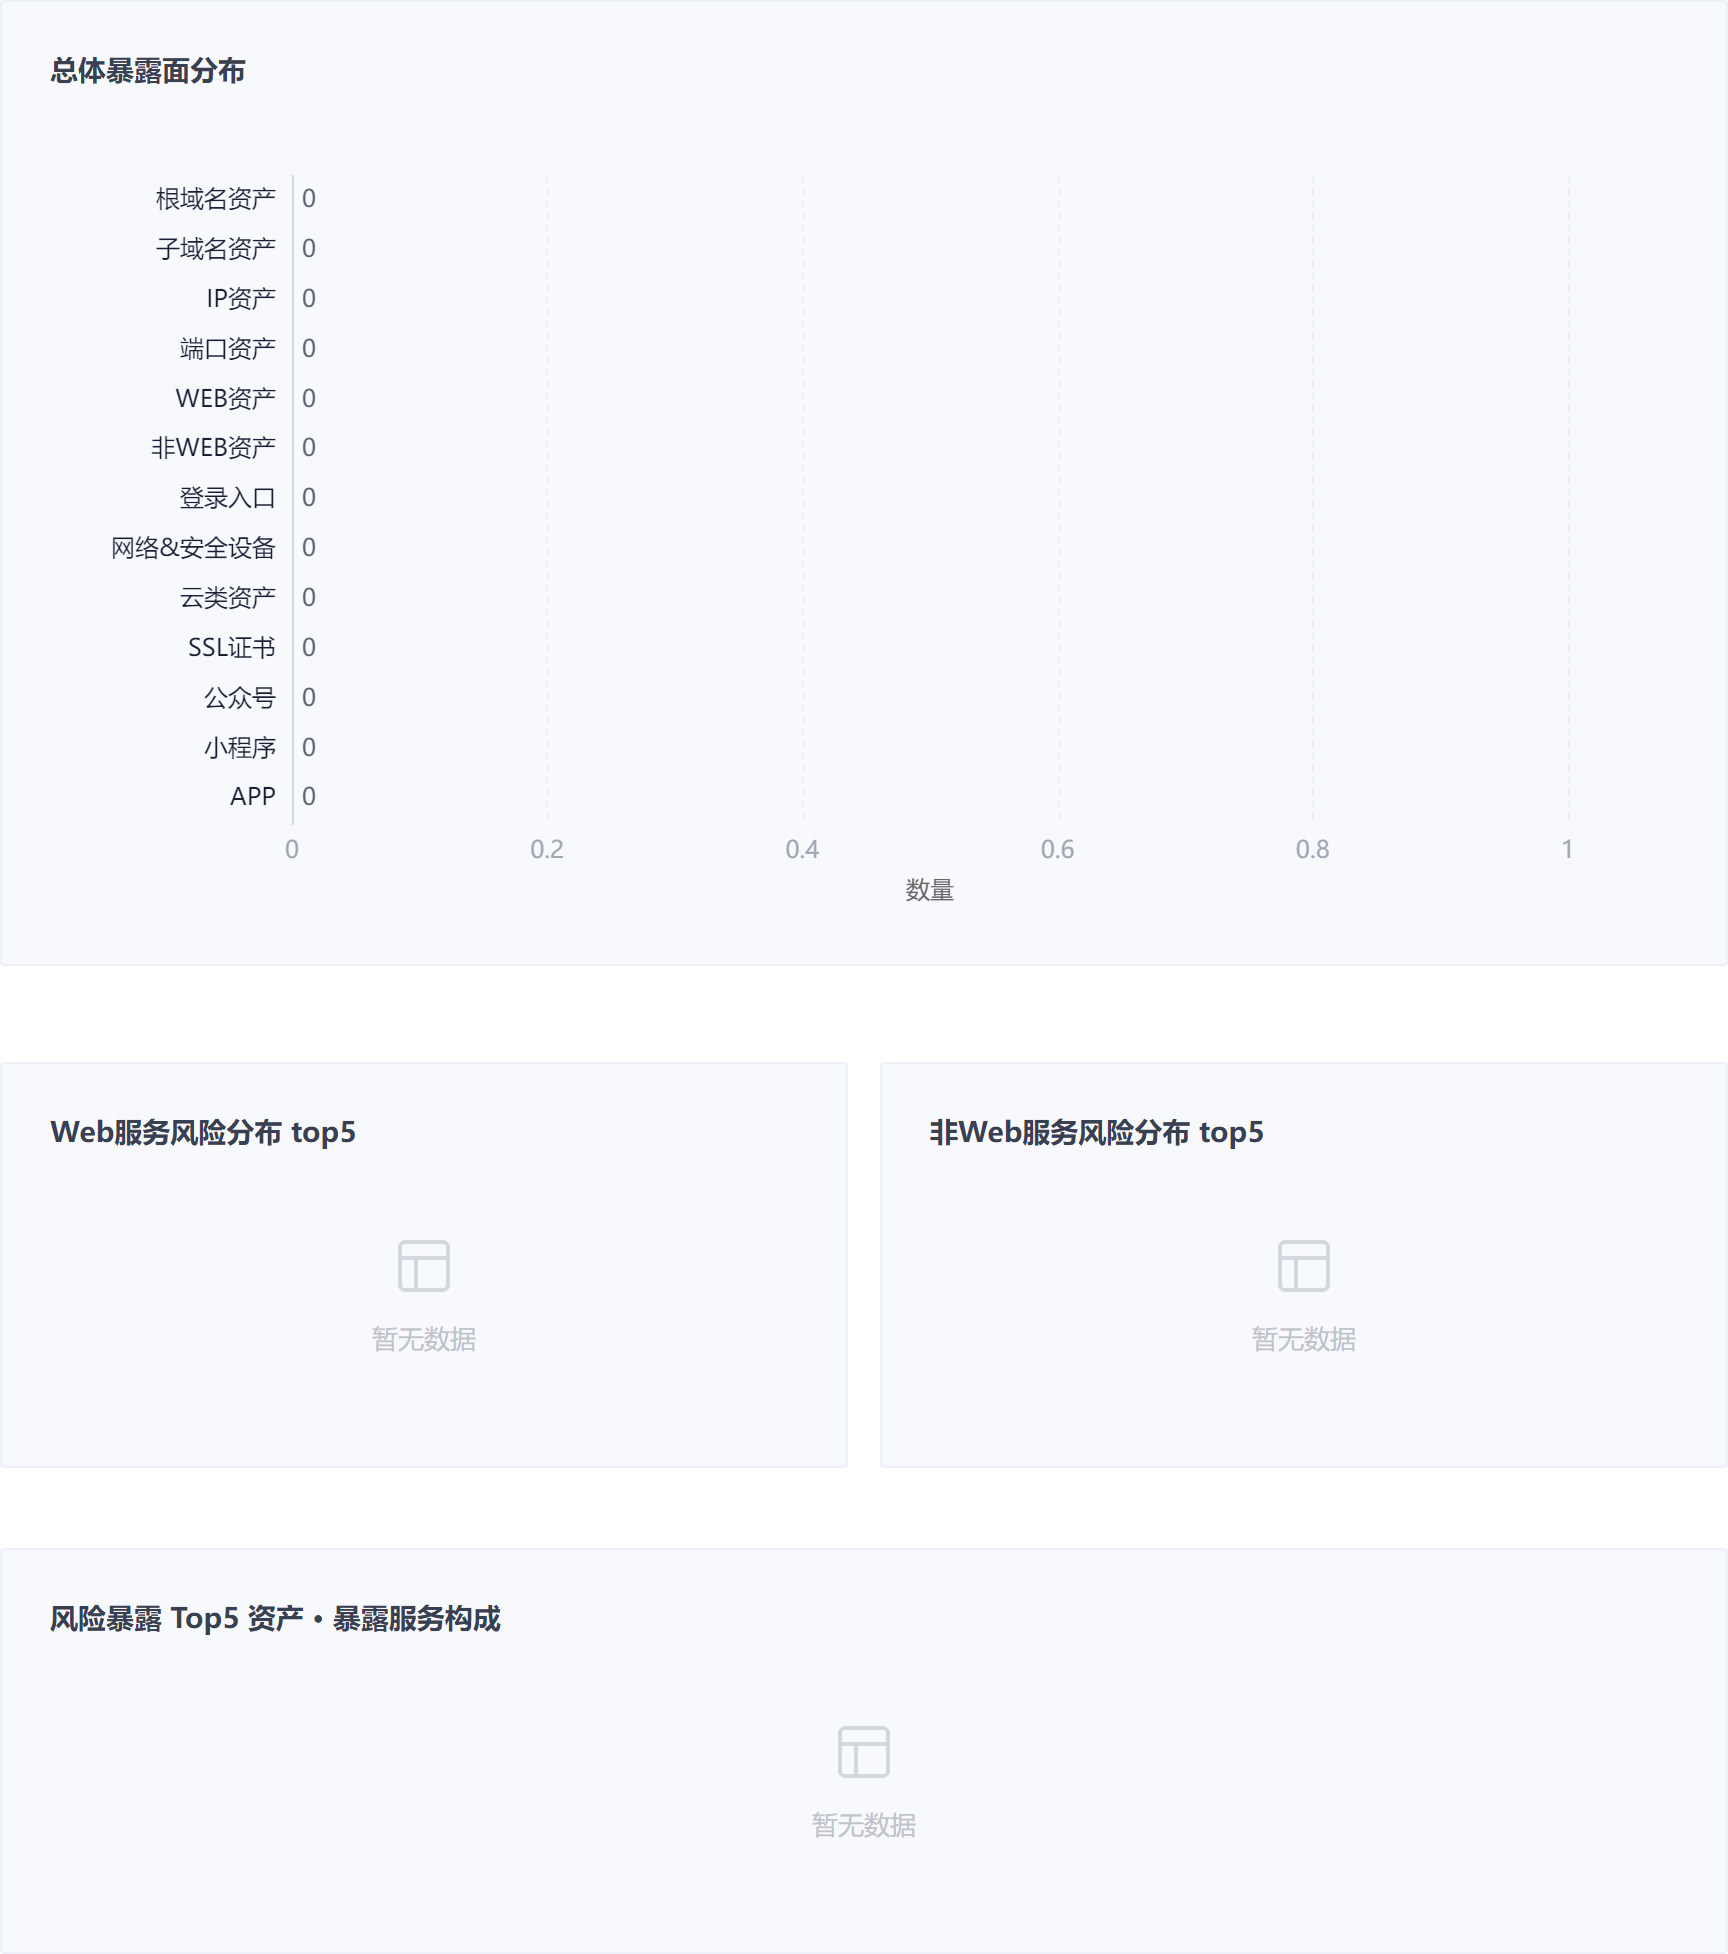 总体暴露面分布
根域名资产 0
子域名资产 0
IP资产 0
端口资产 0
WEB资产 0
非WEB资产 0
登录入口 0
网络&安全设备 0
云类资产 0
SSL证书 0
公众号 0
小程序 0
APP 0
0 0.2 0.4 0.6 0.8 1
数量
Web服务风险分布 top5
暂无数据
非Web服务风险分布 top5
暂无数据
风险暴露 Top5 资产・暴露服务构成
暂无数据